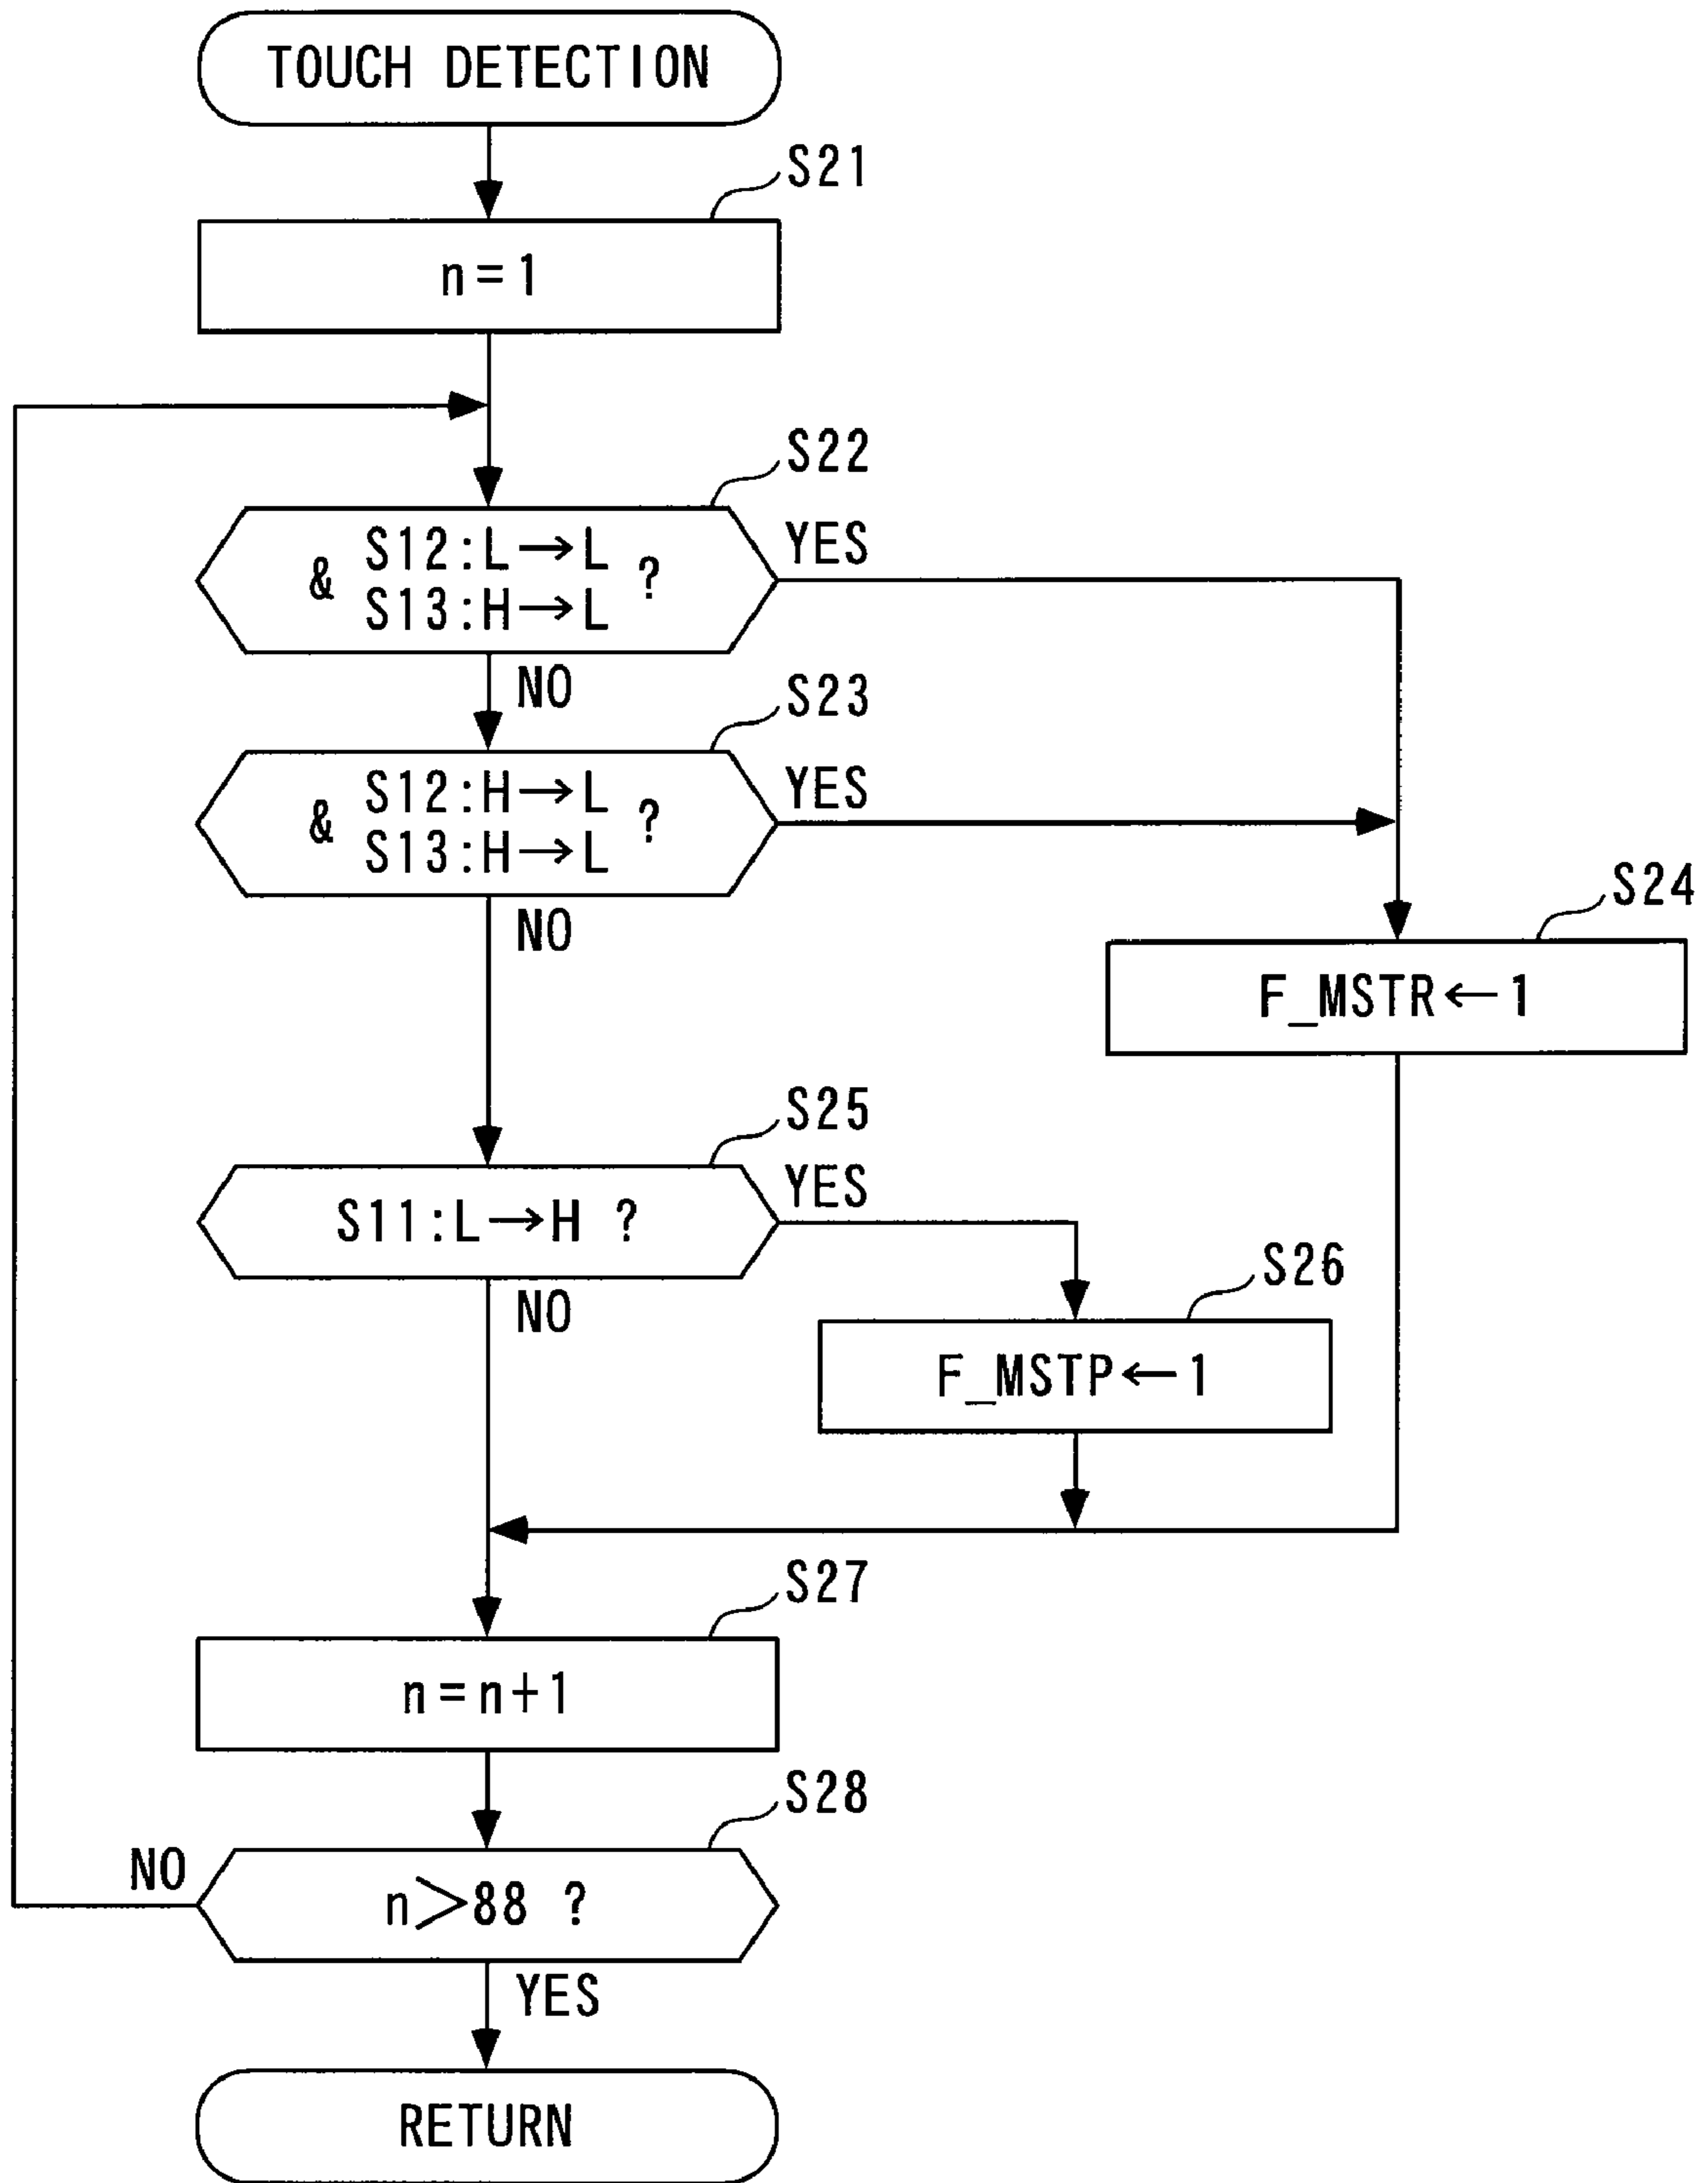 TOUCH DETECTION
S21
n=1
S22
& S12:L→L ?
S13:H→L
YES
NO
S23
& S12:H→L ?
S13:H→L
YES
NO
S24
F_MSTR←1
S25
S11:L→H ?
YES
NO
S26
F_MSTP←1
S27
n=n+1
S28
n>88 ?
NO
YES
RETURN